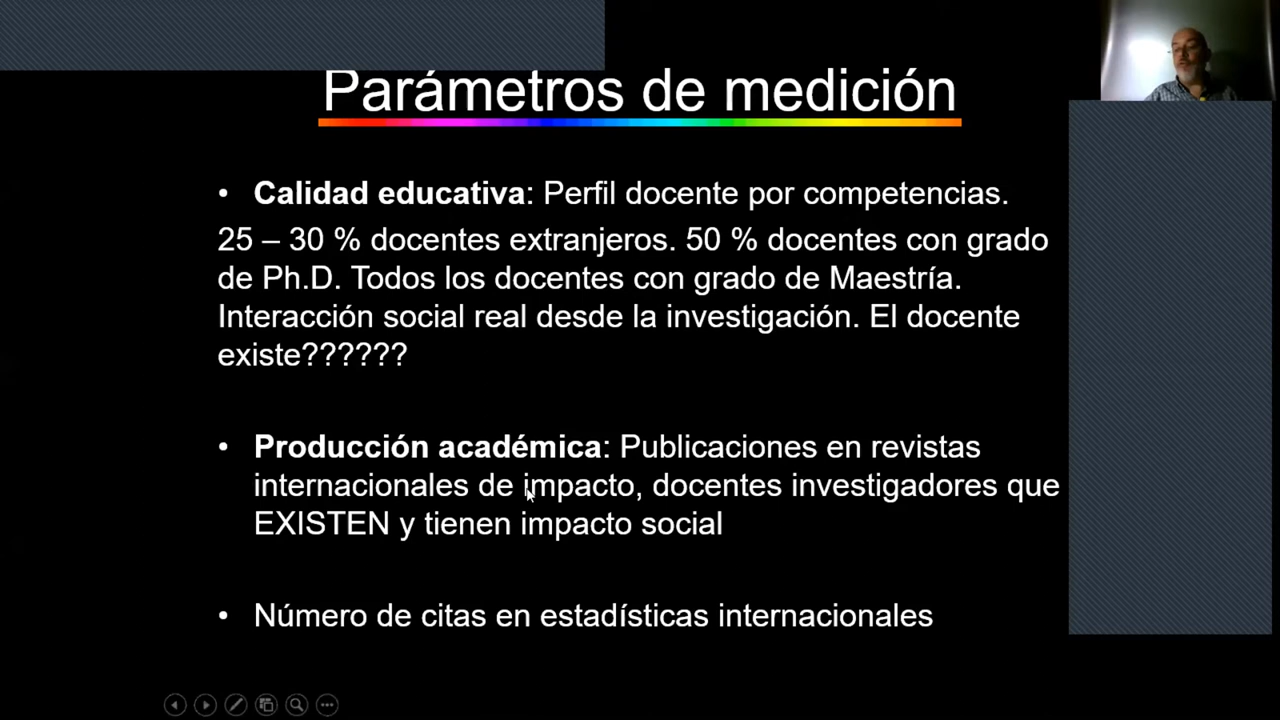 Parámetros de medición
• Calidad educativa: Perfil docente por competencias.
25 – 30 % docentes extranjeros. 50 % docentes con grado
de Ph.D. Todos los docentes con grado de Maestría.
Interacción social real desde la investigación. El docente
existe??????
• Producción académica: Publicaciones en revistas
internacionales de impacto, docentes investigadores que
EXISTEN y tienen impacto social
• Número de citas en estadísticas internacionales